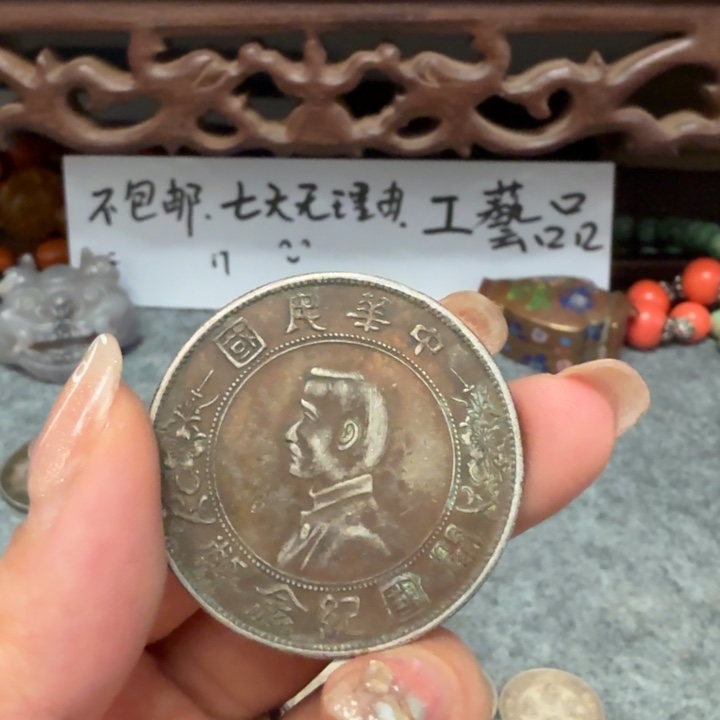 不包邮.七天无理由.工藝品
中華民國
開國紀念幣